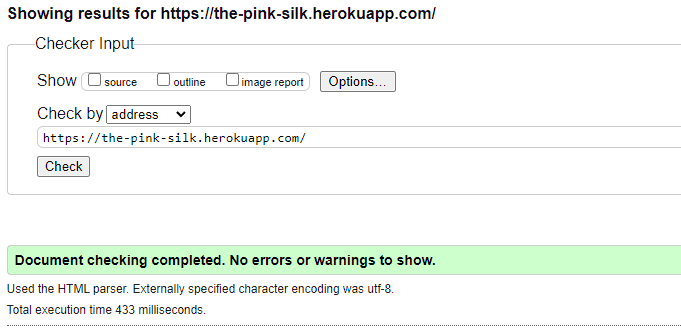 Showing results for https://the-pink-silk.herokuapp.com/
Checker Input
Show source outline image report Options...
Check by address
https://the-pink-silk.herokuapp.com/
Check
Document checking completed. No errors or warnings to show.
Used the HTML parser. Externally specified character encoding was utf-8.
Total execution time 433 milliseconds.